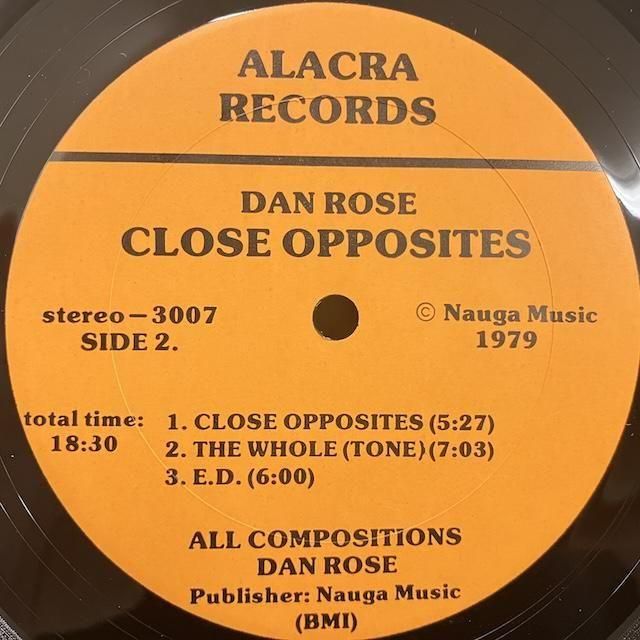 ALACRA
RECORDS
DAN ROSE
CLOSE OPPOSITES
stereo—3007
SIDE 2.
© Nauga Music
1979
total time:
18:30
1. CLOSE OPPOSITES (5:27)
2. THE WHOLE (TONE) (7:03)
3. E.D. (6:00)
ALL COMPOSITIONS
DAN ROSE
Publisher: Nauga Music
(BMI)